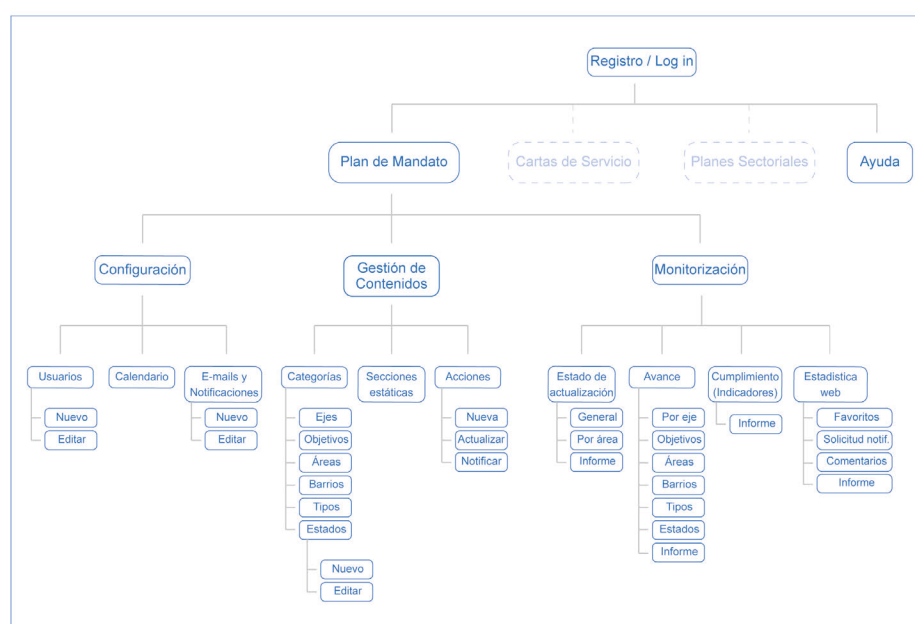 Registro / Log in
Plan de Mandato
Cartas de Servicio
Planes Sectoriales
Ayuda
Configuración
Gestión de
Contenidos
Monitorización
Usuarios
Nuevo
Editar
Calendario
E-mails y
Notificaciones
Nuevo
Editar
Categorías
Ejes
Objetivos
Áreas
Barrios
Tipos
Estados
Nuevo
Editar
Secciones
estáticas
Acciones
Nueva
Actualizar
Notificar
Estado de
actualización
General
Por área
Informe
Avance
Por eje
Objetivos
Áreas
Barrios
Tipos
Estados
Informe
Cumplimiento
(Indicadores)
Informe
Estadistica
web
Favoritos
Solicitud notif.
Comentarios
Informe